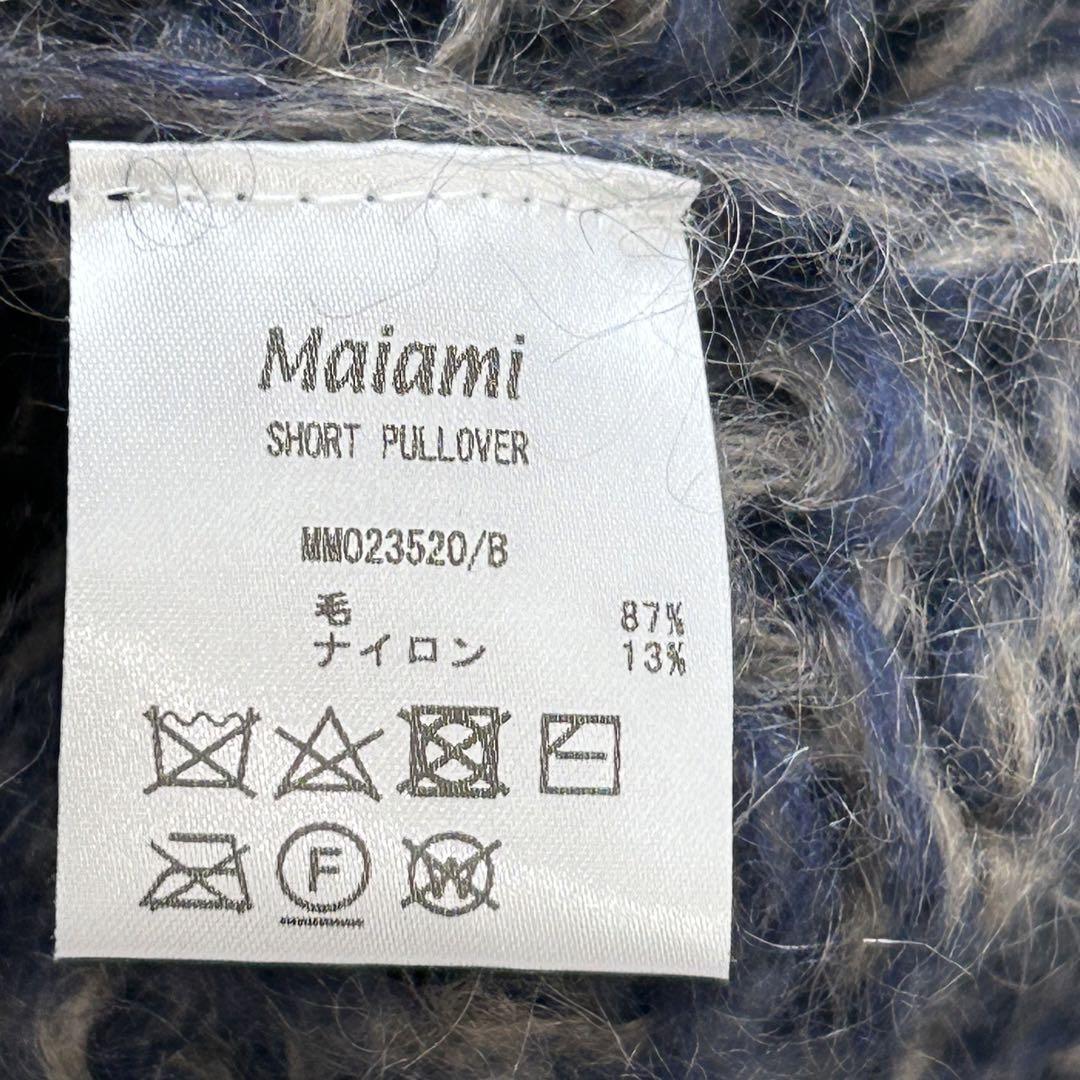 Maiami
SHORT PULLOVER
MM023520/B
毛 87%
ナイロン 13%
F
W